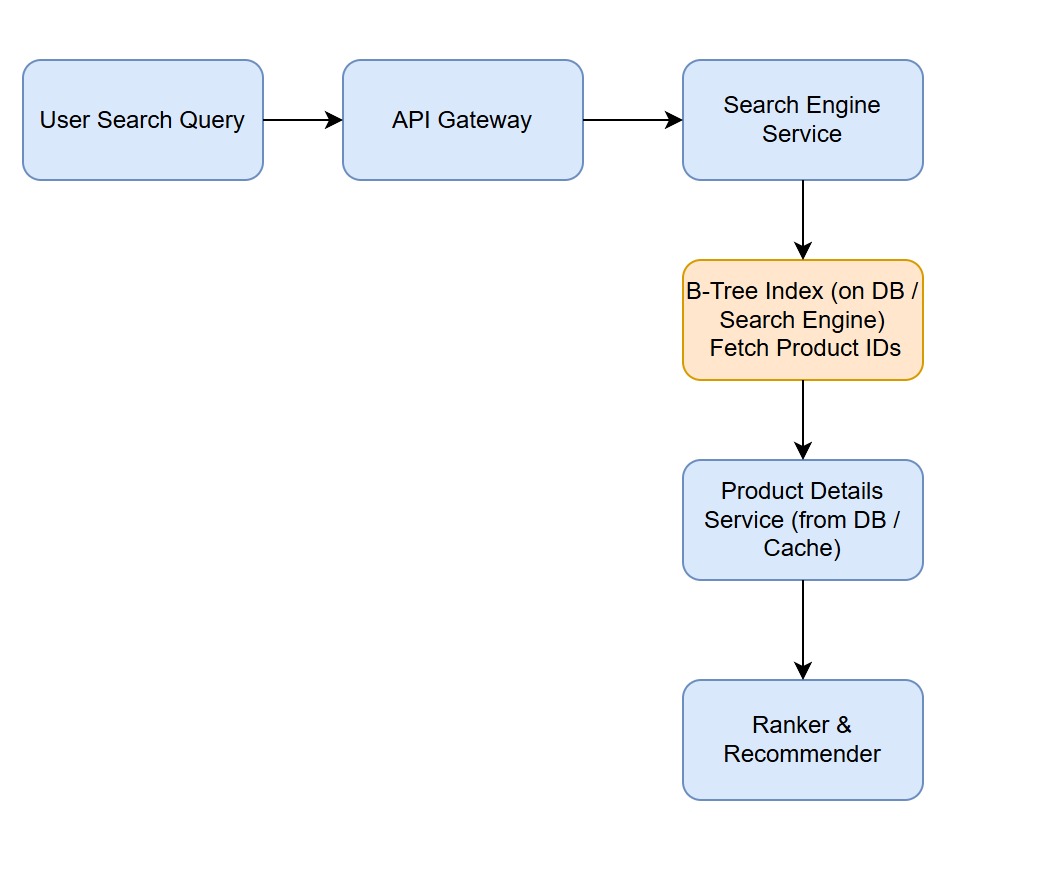 User Search Query
API Gateway
Search Engine
Service
B-Tree Index (on DB /
Search Engine)
Fetch Product IDs
Product Details
Service (from DB /
Cache)
Ranker &
Recommender